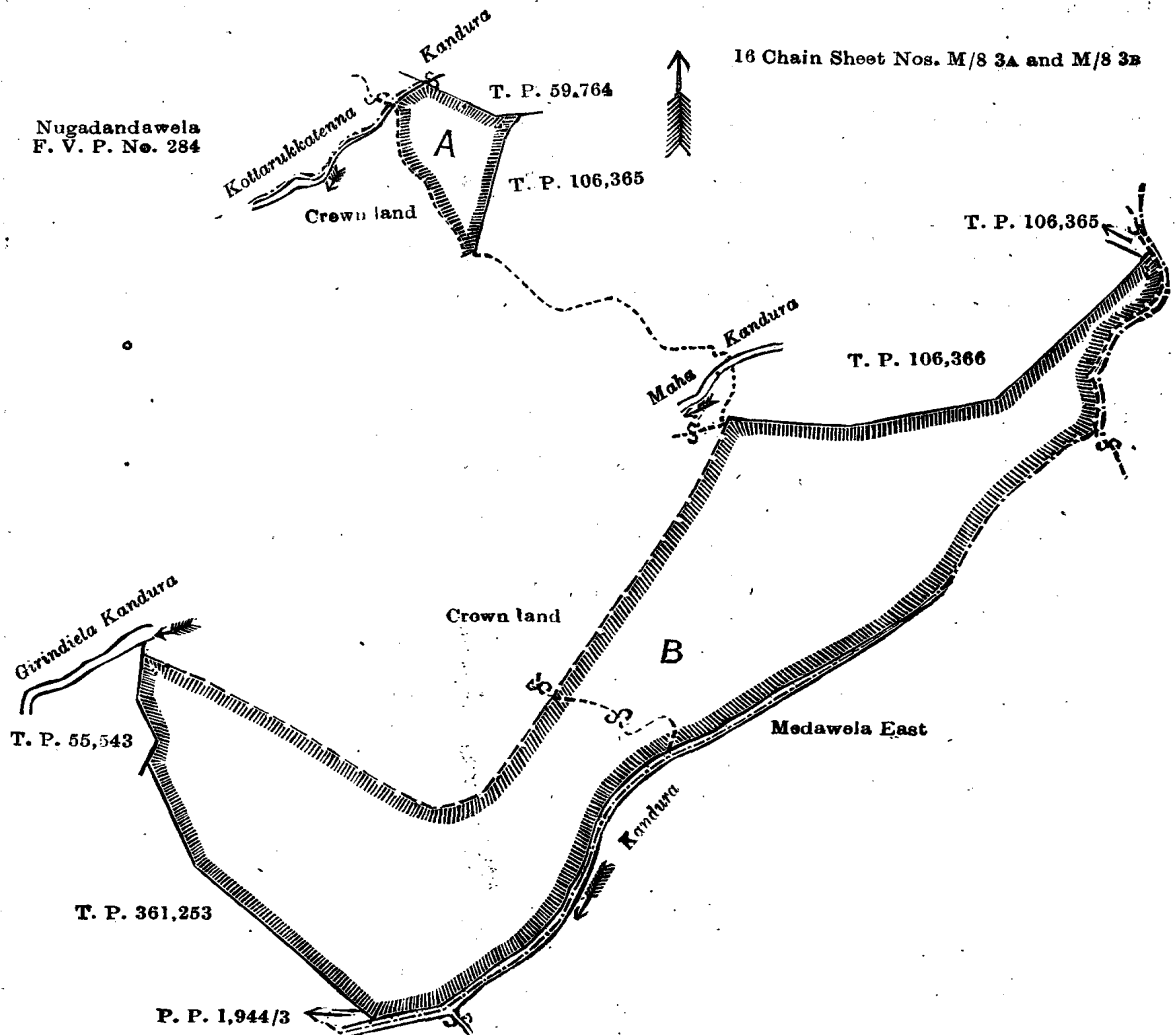 Kandura
16 Chain Sheet Nos. M/8 3A and M/8 3B
T. P. 59,764
Nugadandawela
F. V. P. No. 284
Kottarukkatenna
A
T. P. 106,365
Crown land
T. P. 106,365
Kandura
Maha
T. P. 106,366
Girindiela Kandura
Crown land
B
T. P. 55,543
Medawela East
Kandura
T. P. 361,253
P. P. 1,944/3